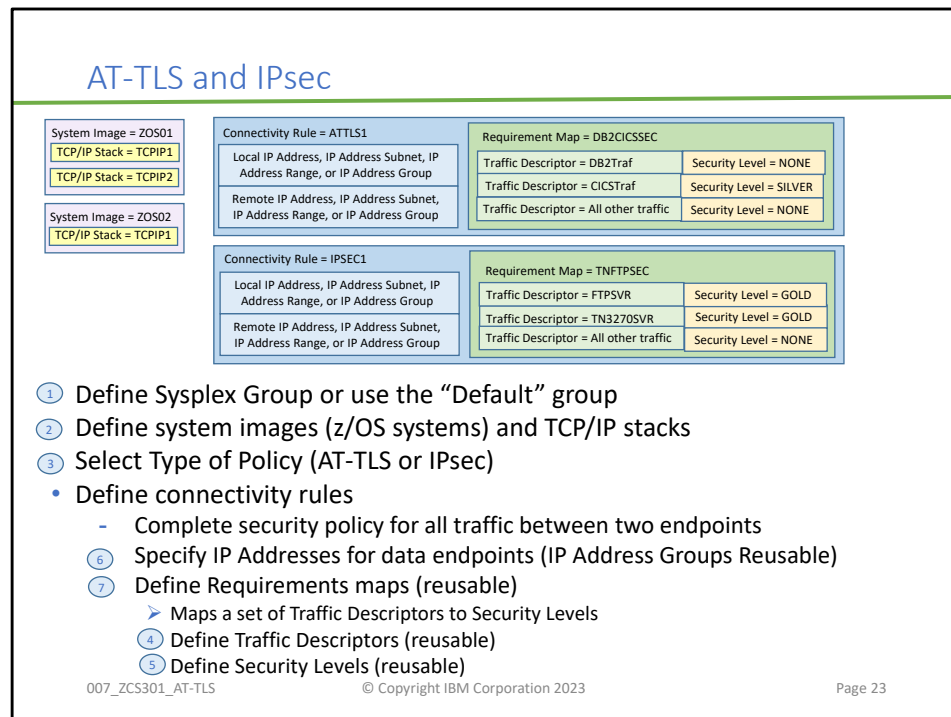 AT-TLS and IPsec
System Image = ZOS01
TCP/IP Stack = TCPIP1
TCP/IP Stack = TCPIP2
System Image = ZOS02
TCP/IP Stack = TCPIP1
Connectivity Rule = ATTLS1
Local IP Address, IP Address Subnet, IP
Address Range, or IP Address Group
Remote IP Address, IP Address Subnet,
IP Address Range, or IP Address Group
Requirement Map = DB2CICSSEC
Traffic Descriptor = DB2Traf
Security Level = NONE
Traffic Descriptor = CICSTraf
Security Level = SILVER
Traffic Descriptor = All other traffic
Security Level = NONE
Connectivity Rule = IPSEC1
Local IP Address, IP Address Subnet, IP
Address Range, or IP Address Group
Remote IP Address, IP Address Subnet,
IP Address Range, or IP Address Group
Requirement Map = TNFTPSEC
Traffic Descriptor = FTPSVR
Security Level = GOLD
Traffic Descriptor = TN3270SVR
Security Level = GOLD
Traffic Descriptor = All other traffic
Security Level = NONE
1 Define Sysplex Group or use the “Default” group
2 Define system images (z/OS systems) and TCP/IP stacks
3 Select Type of Policy (AT-TLS or IPsec)
• Define connectivity rules
- Complete security policy for all traffic between two endpoints
6 Specify IP Addresses for data endpoints (IP Address Groups Reusable)
7 Define Requirements maps (reusable)
➢ Maps a set of Traffic Descriptors to Security Levels
4 Define Traffic Descriptors (reusable)
5 Define Security Levels (reusable)
007_ZCS301_AT-TLS
© Copyright IBM Corporation 2023
Page 23